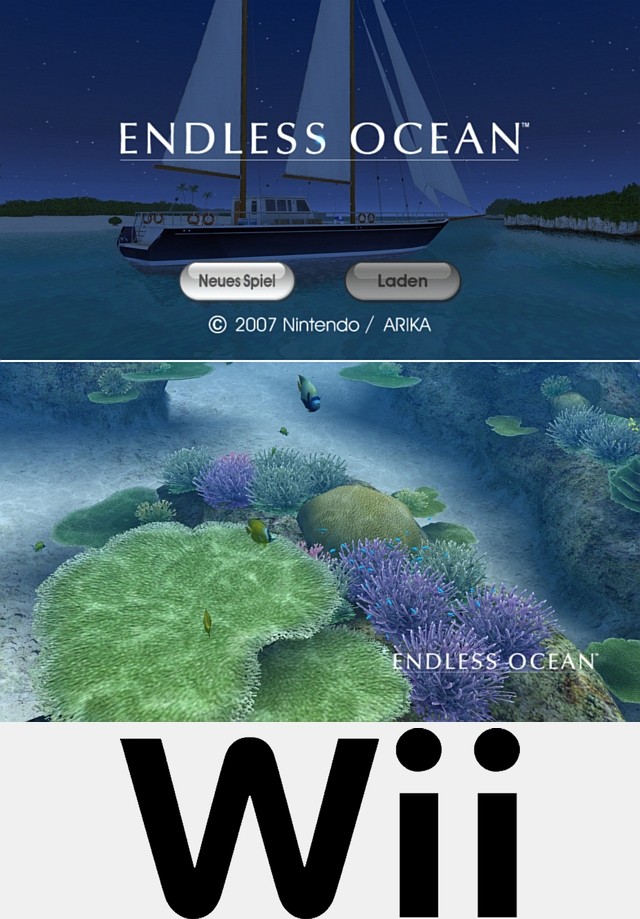 ENDLESS OCEAN™
Neues Spiel
Laden
© 2007 Nintendo / ARIKA
ENDLESS OCEAN™
Wii